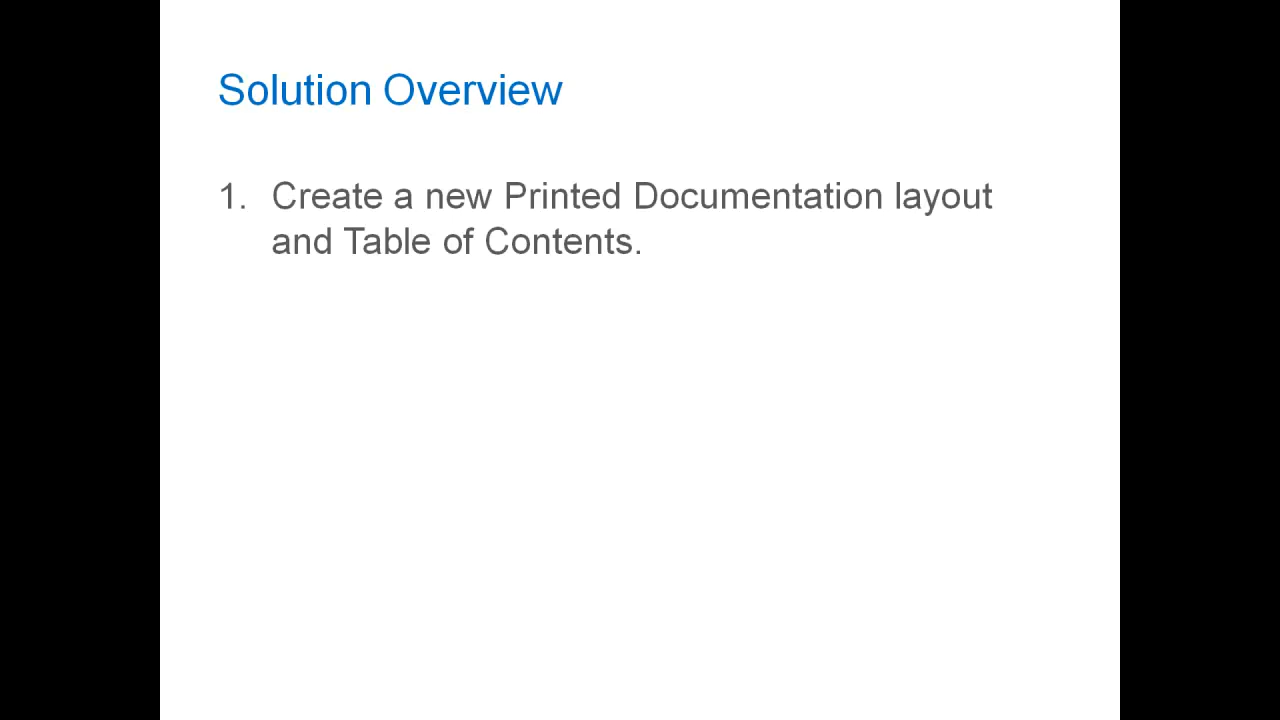 Solution Overview
1. Create a new Printed Documentation layout
and Table of Contents.